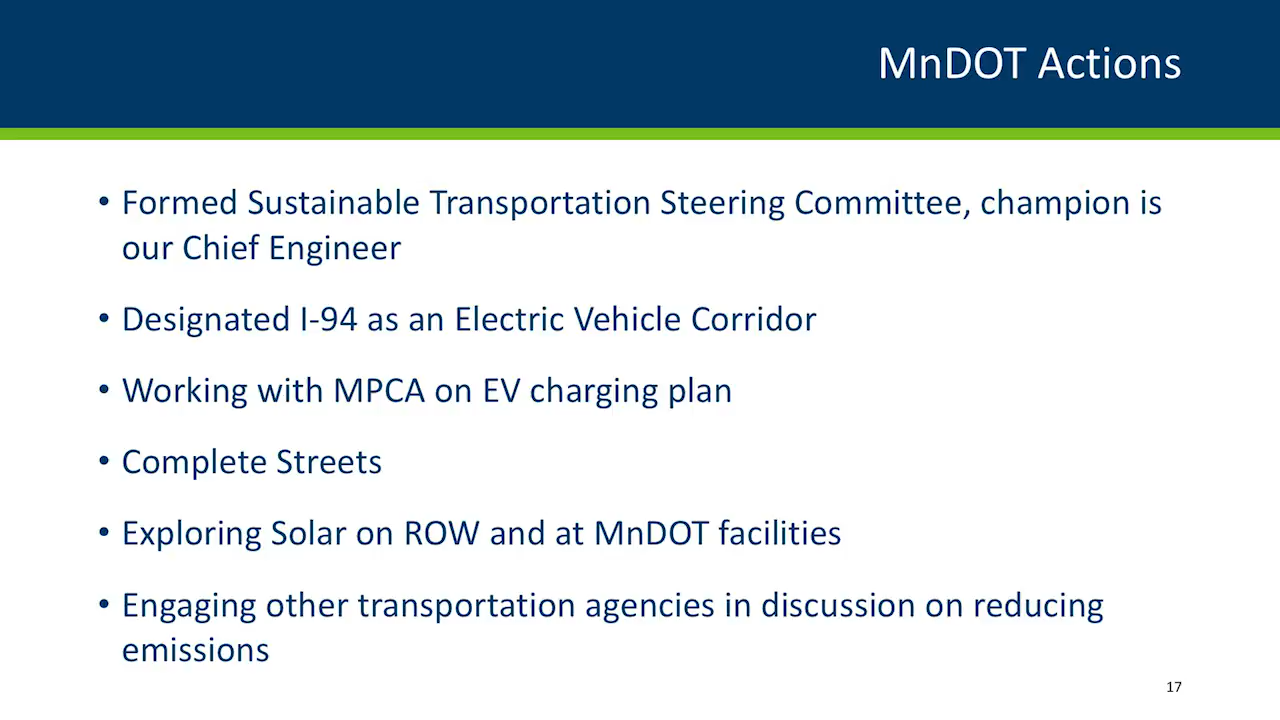 MnDOT Actions
• Formed Sustainable Transportation Steering Committee, champion is
our Chief Engineer
• Designated I-94 as an Electric Vehicle Corridor
• Working with MPCA on EV charging plan
• Complete Streets
• Exploring Solar on ROW and at MnDOT facilities
• Engaging other transportation agencies in discussion on reducing
emissions
17